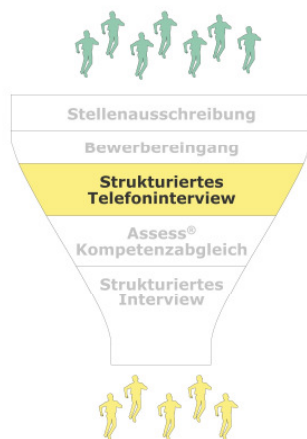 Stellenausschreibung
Bewerbereingang
Strukturiertes
Telefoninterview
Assess®
Kompetenzabgleich
Strukturiertes
Interview